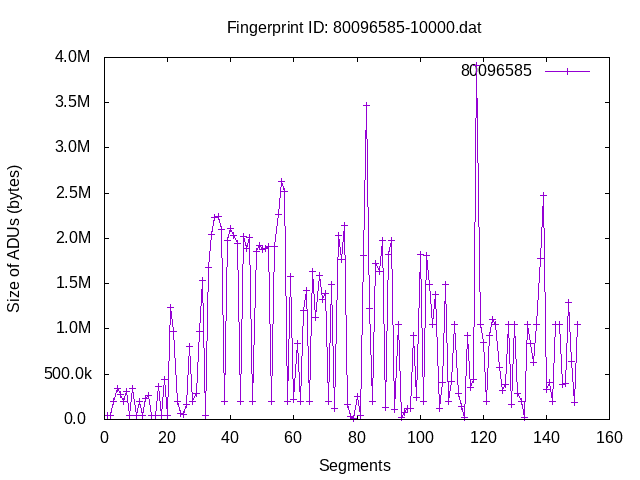 Fingerprint ID: 80096585-10000.dat
80096585
4.0M
3.5M
3.0M
2.5M
2.0M
1.5M
1.0M
500.0k
0.0
0 20 40 60 80 100 120 140 160
Size of ADUs (bytes)
Segments